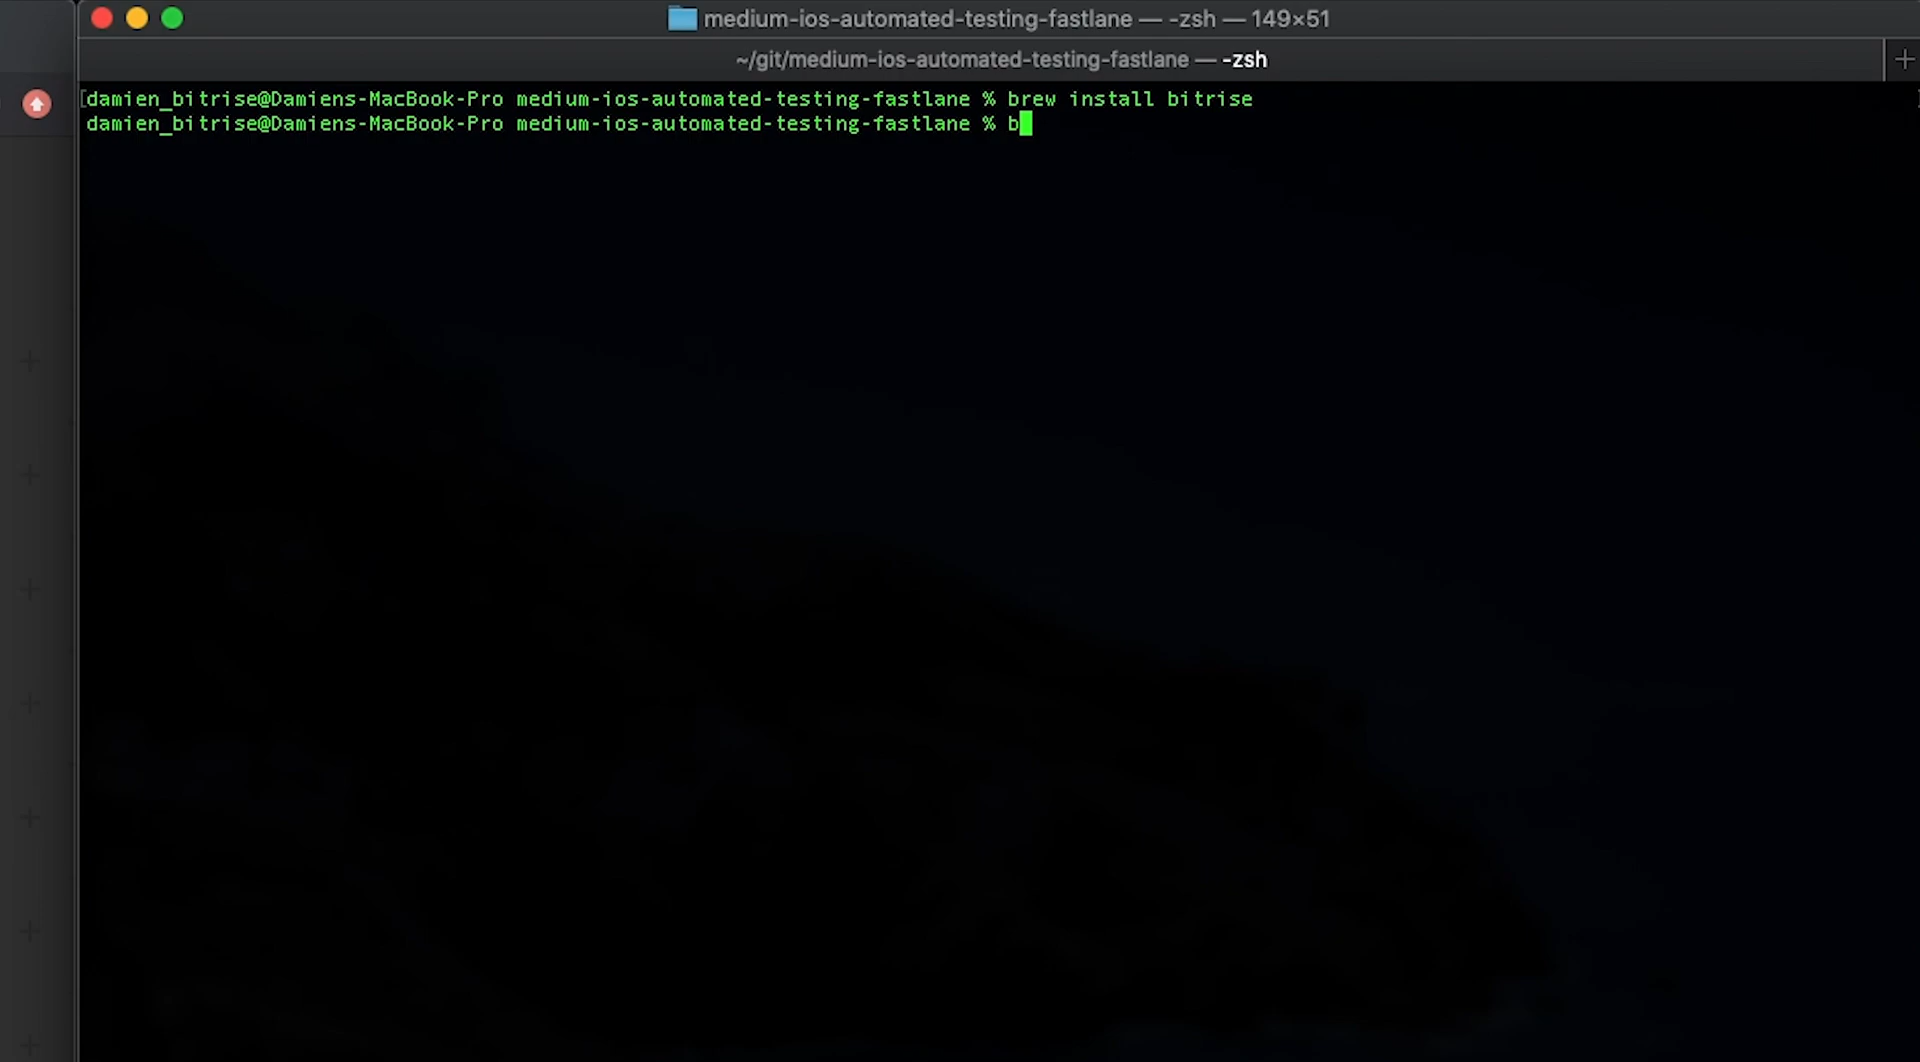 medium-ios-automated-testing-fastlane — -zsh — 149×51
~/git/medium-ios-automated-testing-fastlane — -zsh
[damien_bitrise@Damiens-MacBook-Pro medium-ios-automated-testing-fastlane % brew install bitrise
damien_bitrise@Damiens-MacBook-Pro medium-ios-automated-testing-fastlane % b